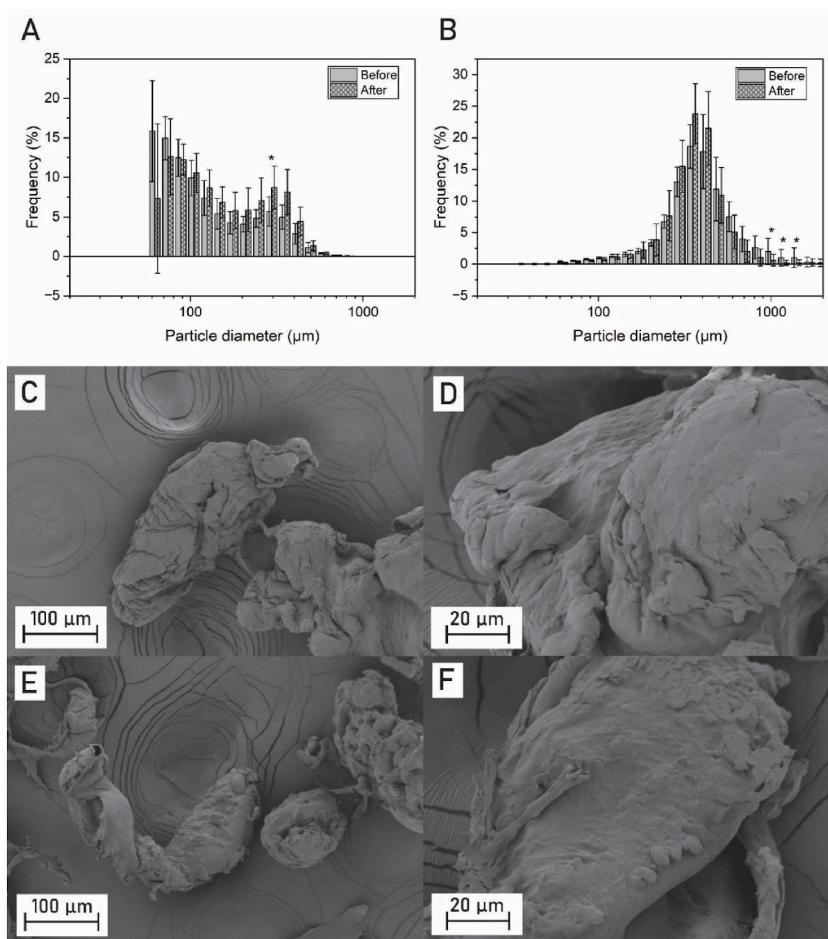 A
B
25
20
15
10
5
0
−5
Frequency (%)
Before
After
*
100
1000
Particle diameter (µm)
30
25
20
15
10
5
0
−5
Frequency (%)
Before
After
* * *
100
1000
Particle diameter (µm)
C
100 µm
D
20 µm
E
100 µm
F
20 µm